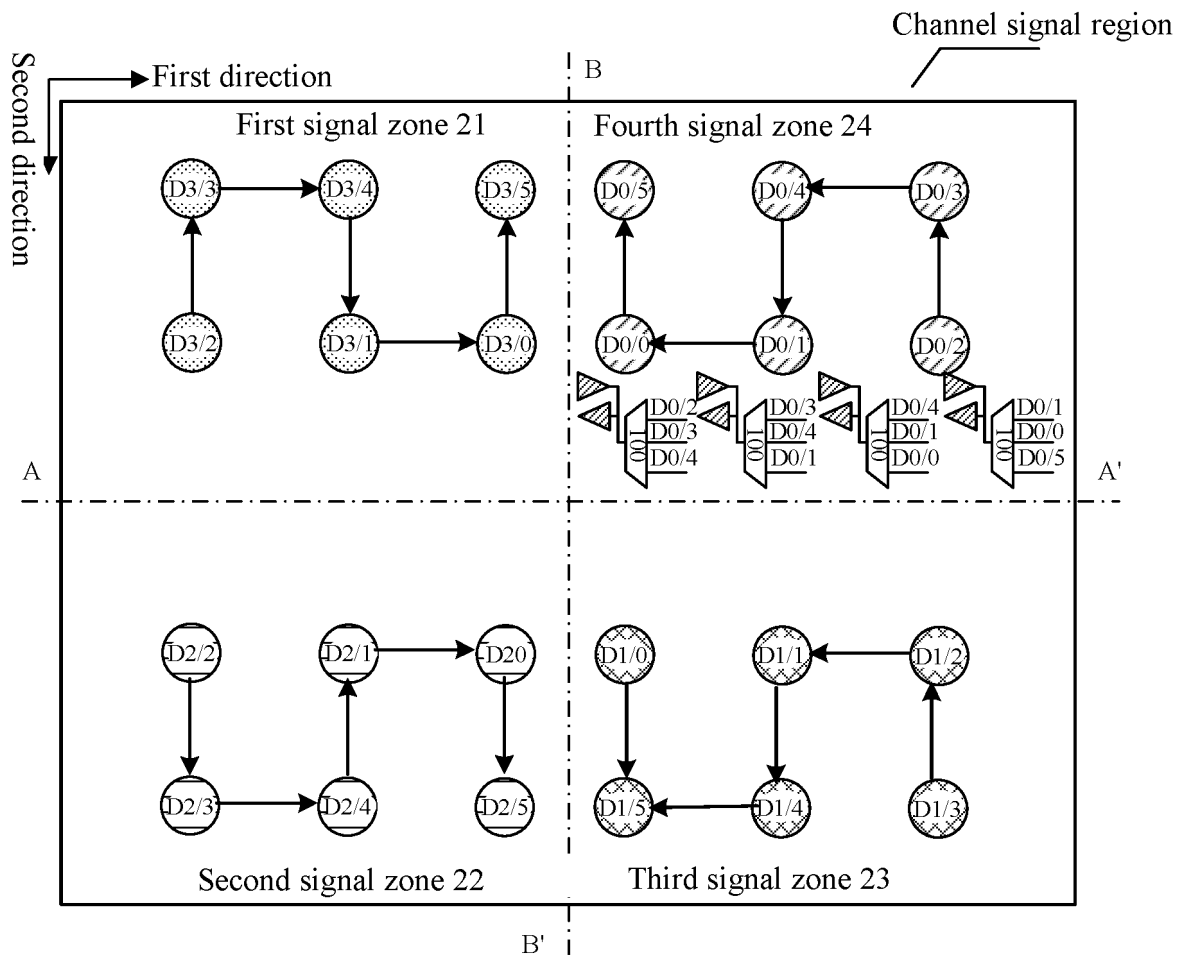 Channel signal region
B
First direction
Second direction
First signal zone 21
Fourth signal zone 24
D3/3
D3/4
D3/5
D0/5
D0/4
D0/3
D3/2
D3/1
D3/0
D0/0
D0/1
D0/2
100
D0/2
D0/3
D0/4
100
D0/3
D0/4
D0/1
100
D0/4
D0/1
D0/0
100
D0/1
D0/0
D0/5
A
A'
D2/2
D2/1
D20
D1/0
D1/1
D1/2
D2/3
D2/4
D2/5
D1/5
D1/4
D1/3
Second signal zone 22
Third signal zone 23
B'